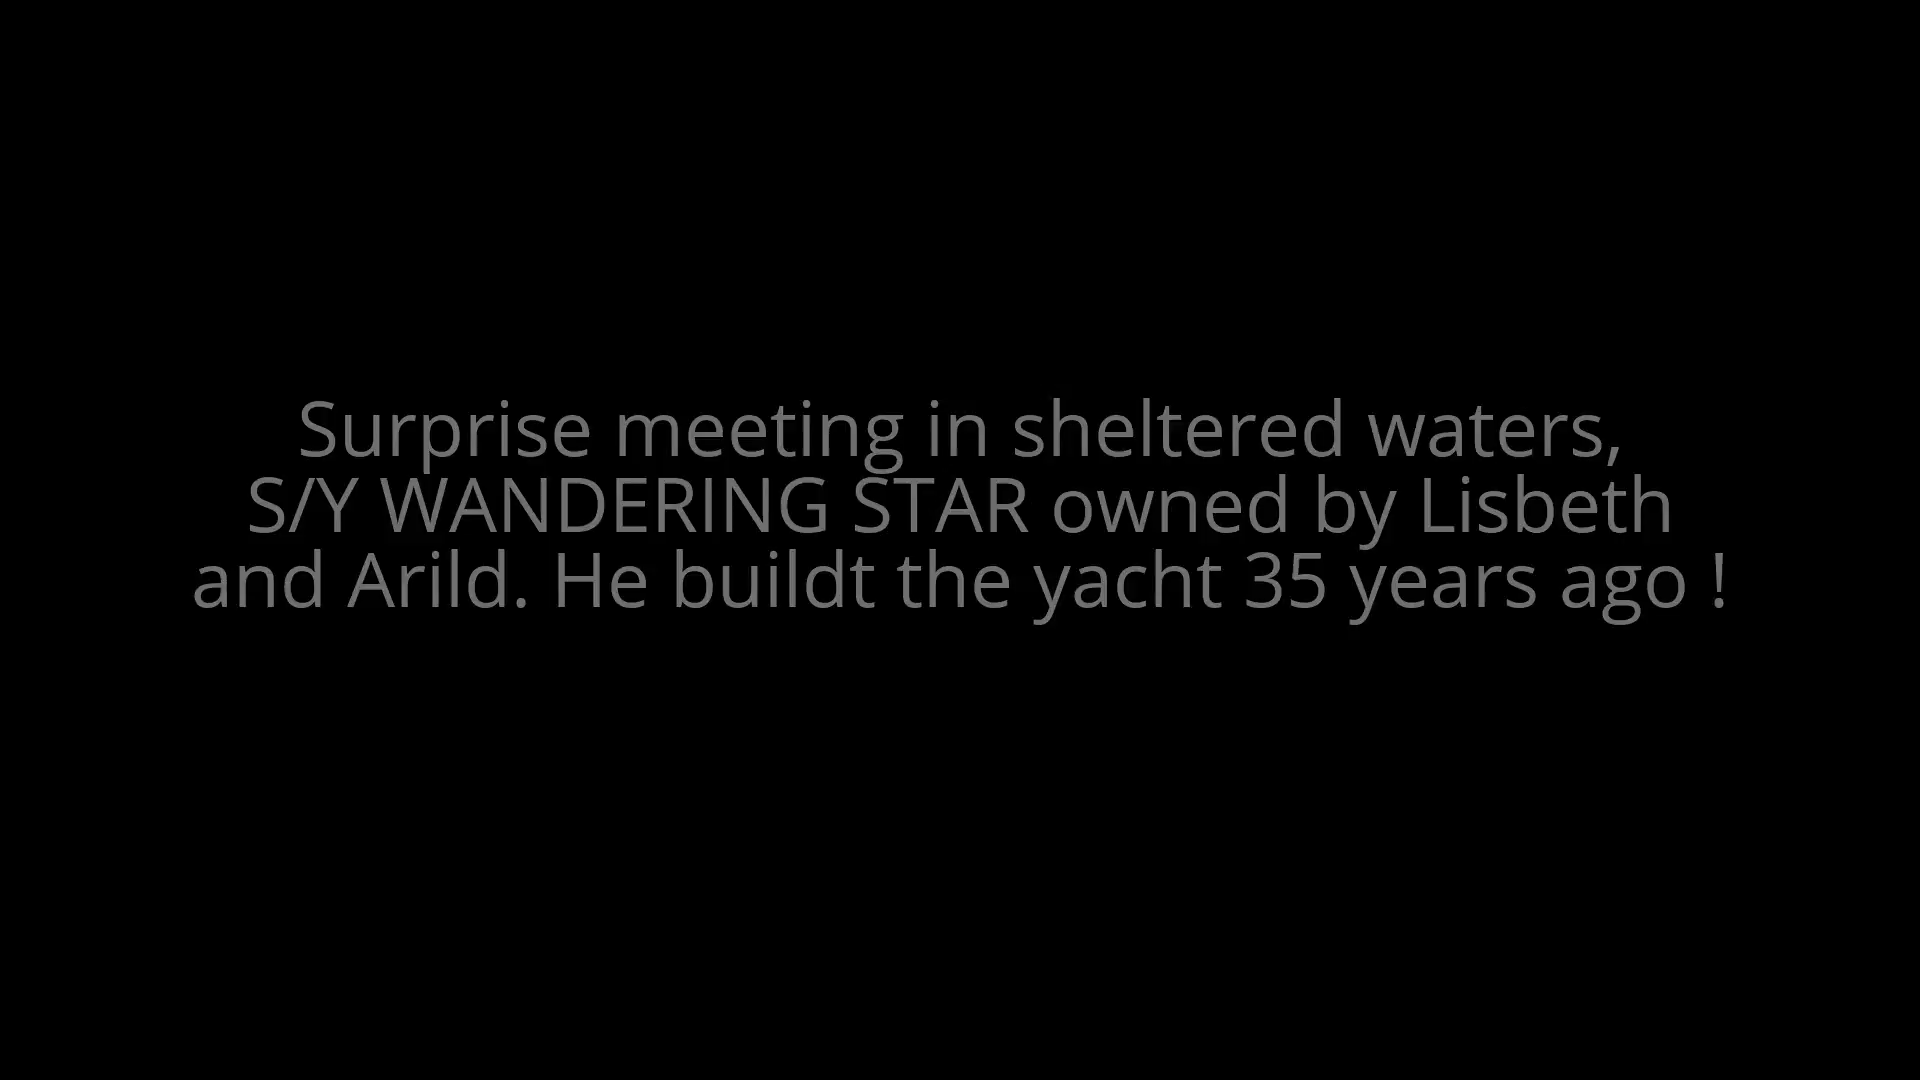 Surprise meeting in sheltered waters,
S/Y WANDERING STAR owned by Lisbeth
and Arild. He buildt the yacht 35 years ago !